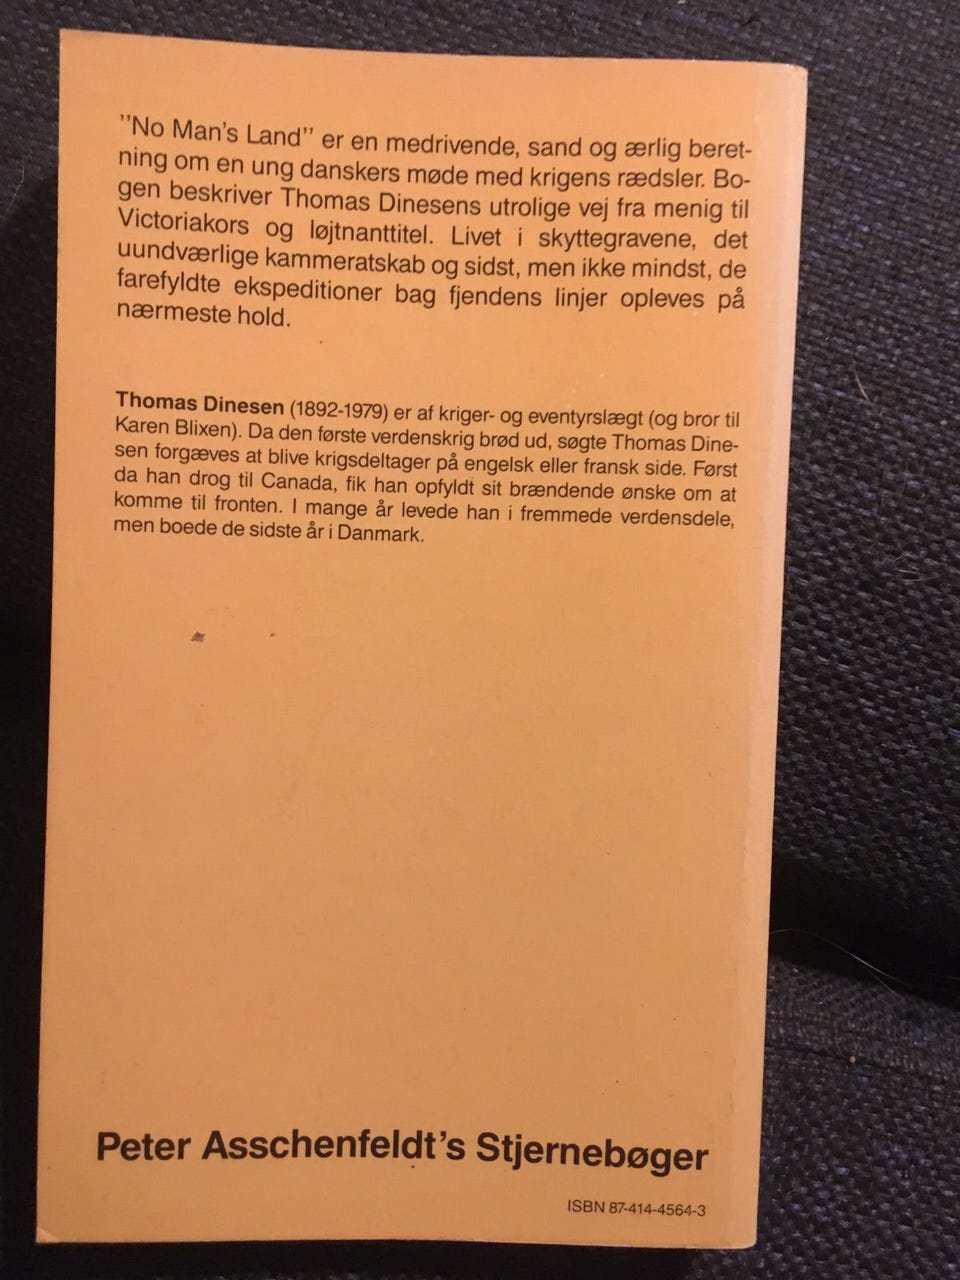 "No Man's Land" er en medrivende, sand og ærlig beret-
ning om en ung danskers møde med krigens rædsler. Bo-
gen beskriver Thomas Dinesens utrolige vej fra menig til
Victoriakors og løjtnanttitel. Livet i skyttegravene, det
uundværlige kammeratskab og sidst, men ikke mindst, de
farefyldte ekspeditioner bag fjendens linjer opleves på
nærmeste hold.
Thomas Dinesen (1892-1979) er af kriger- og eventyrslægt (og bror til
Karen Blixen). Da den første verdenskrig brød ud, søgte Thomas Dine-
sen forgæves at blive krigsdeltager på engelsk eller fransk side. Først
da han drog til Canada, fik han opfyldt sit brændende ønske om at
komme til fronten. I mange år levede han i fremmede verdensdele,
men boede de sidste år i Danmark.
Peter Asschenfeldt's Stjernebøger
ISBN 87-414-4564-3